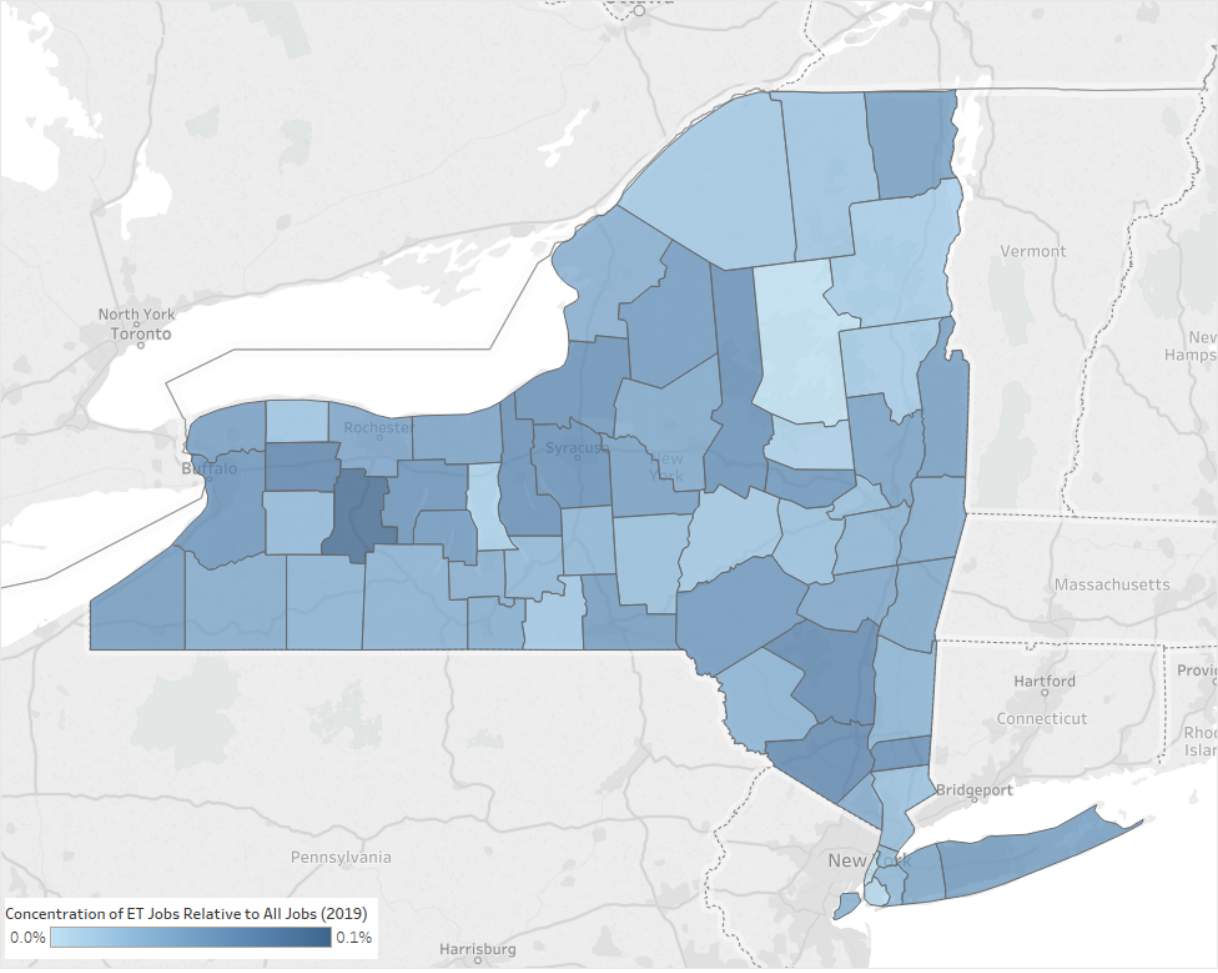 Ottawa
Vermont
North York
Toronto
New
Hamps
Rochester
Syracuse
Buffalo
New
York
Massachusetts
Hartford
Provi
Connecticut
Rhod
Islan
Bridgeport
Pennsylvania
New York
Concentration of ET Jobs Relative to All Jobs (2019)
0.0%
0.1%
Harrisburg